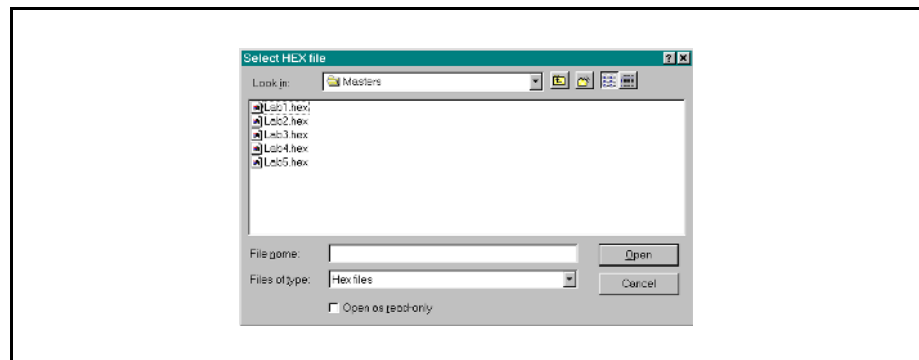 Select HEX file
Look in: Masters
Lab1.hex
Lab2.hex
Lab3.hex
Lab4.hex
Lab5.hex
File name: Open
Files of type: Hex files Cancel
Open as read-only